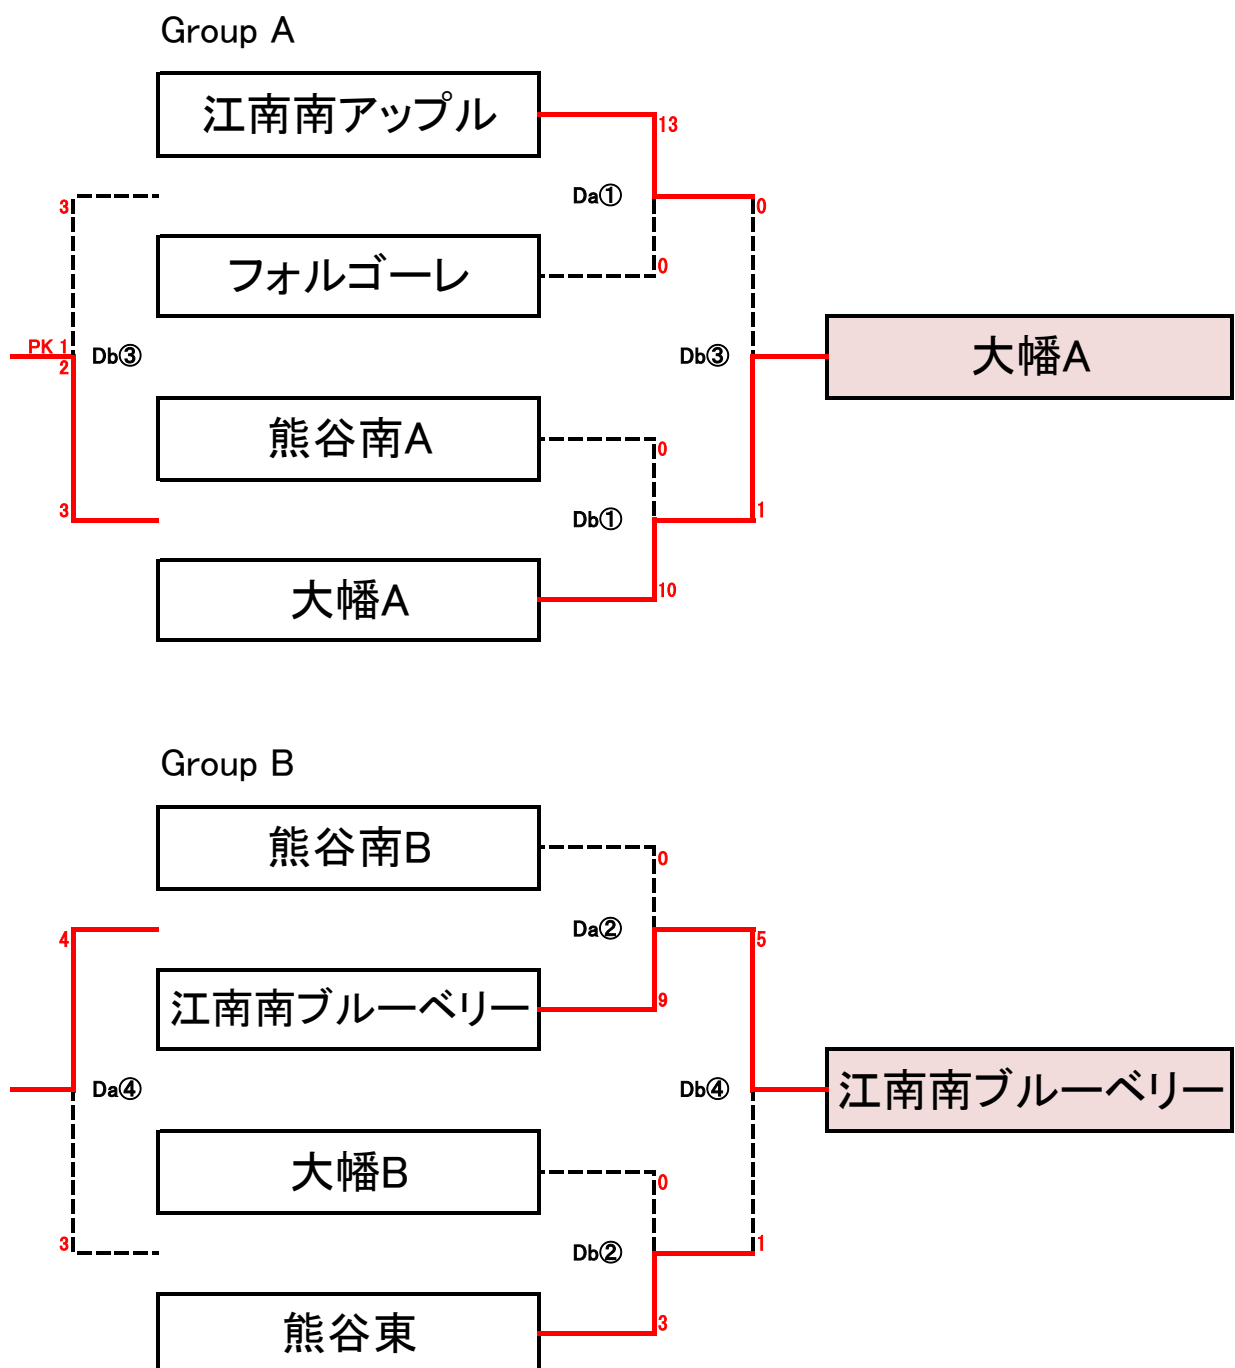 Group A
江南南アップル
13
3
Da①
0
フォルゴーレ
0
PK 1
2
Db③
Db③
大幡A
熊谷南A
0
3
Db①
1
大幡A
10
Group B
熊谷南B
0
4
Da②
5
江南南ブルーベリー
9
Da④
Db④
江南南ブルーベリー
大幡B
0
3
Db②
1
熊谷東
3